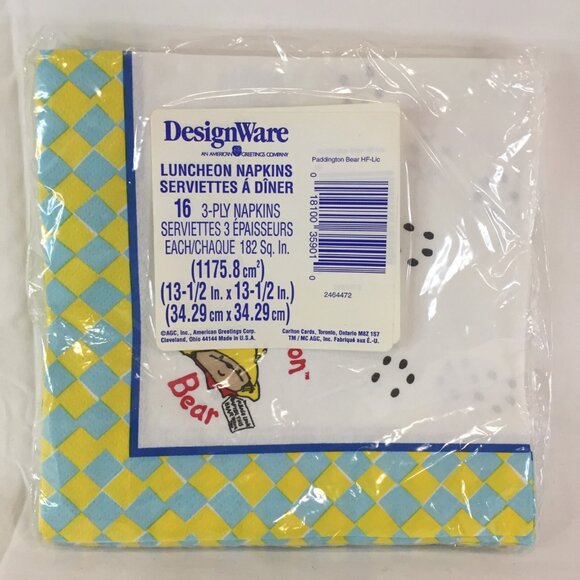 DesignWare
AN AMERICAN GREETINGS COMPANY
LUNCHEON NAPKINS
SERVIETTES Á DÎNER
16 3-PLY NAPKINS
SERVIETTES 3 ÉPAISSEURS
EACH/CHAQUE 182 Sq. In.
(1175.8 cm²)
(13-1/2 In. x 13-1/2 In.)
(34.29 cm x 34.29 cm)
©AGC, Inc., American Greetings Corp.
Cleveland, Ohio 44144 Made in U.S.A.
Paddington Bear HF-Lic
0 18100 35901 0
2464472
Carlton Cards, Toronto, Ontario M8Z 1S7
TM / MC AGC, Inc. Fabriqué aux É.-U.
on™
Bear